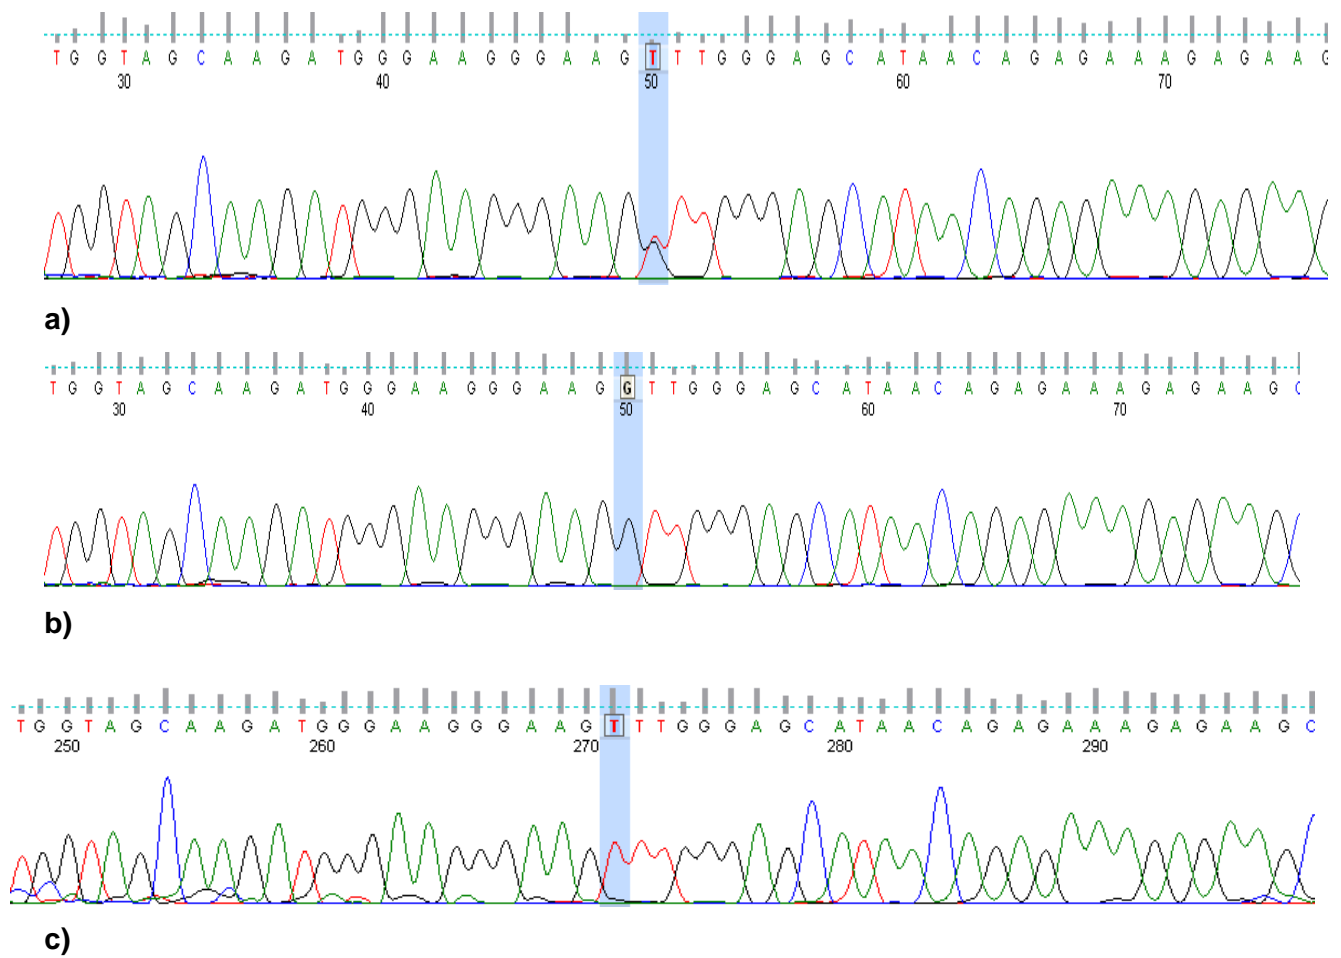 T G G T A G C A A G A T G G G A A G G G A A G T T T G G G A G C A T A A C A G A G A A A G A G A A G
30 40 50 60 70
a)
T G G T A G C A A G A T G G G A A G G G A A G G T T G G G A G C A T A A C A G A G A A A G A G A A G C
30 40 50 60 70
b)
T G G T A G C A A G A T G G G A A G G G A A G T T T G G G A G C A T A A C A G A G A A A G A G A A G C
250 260 270 280 290
c)